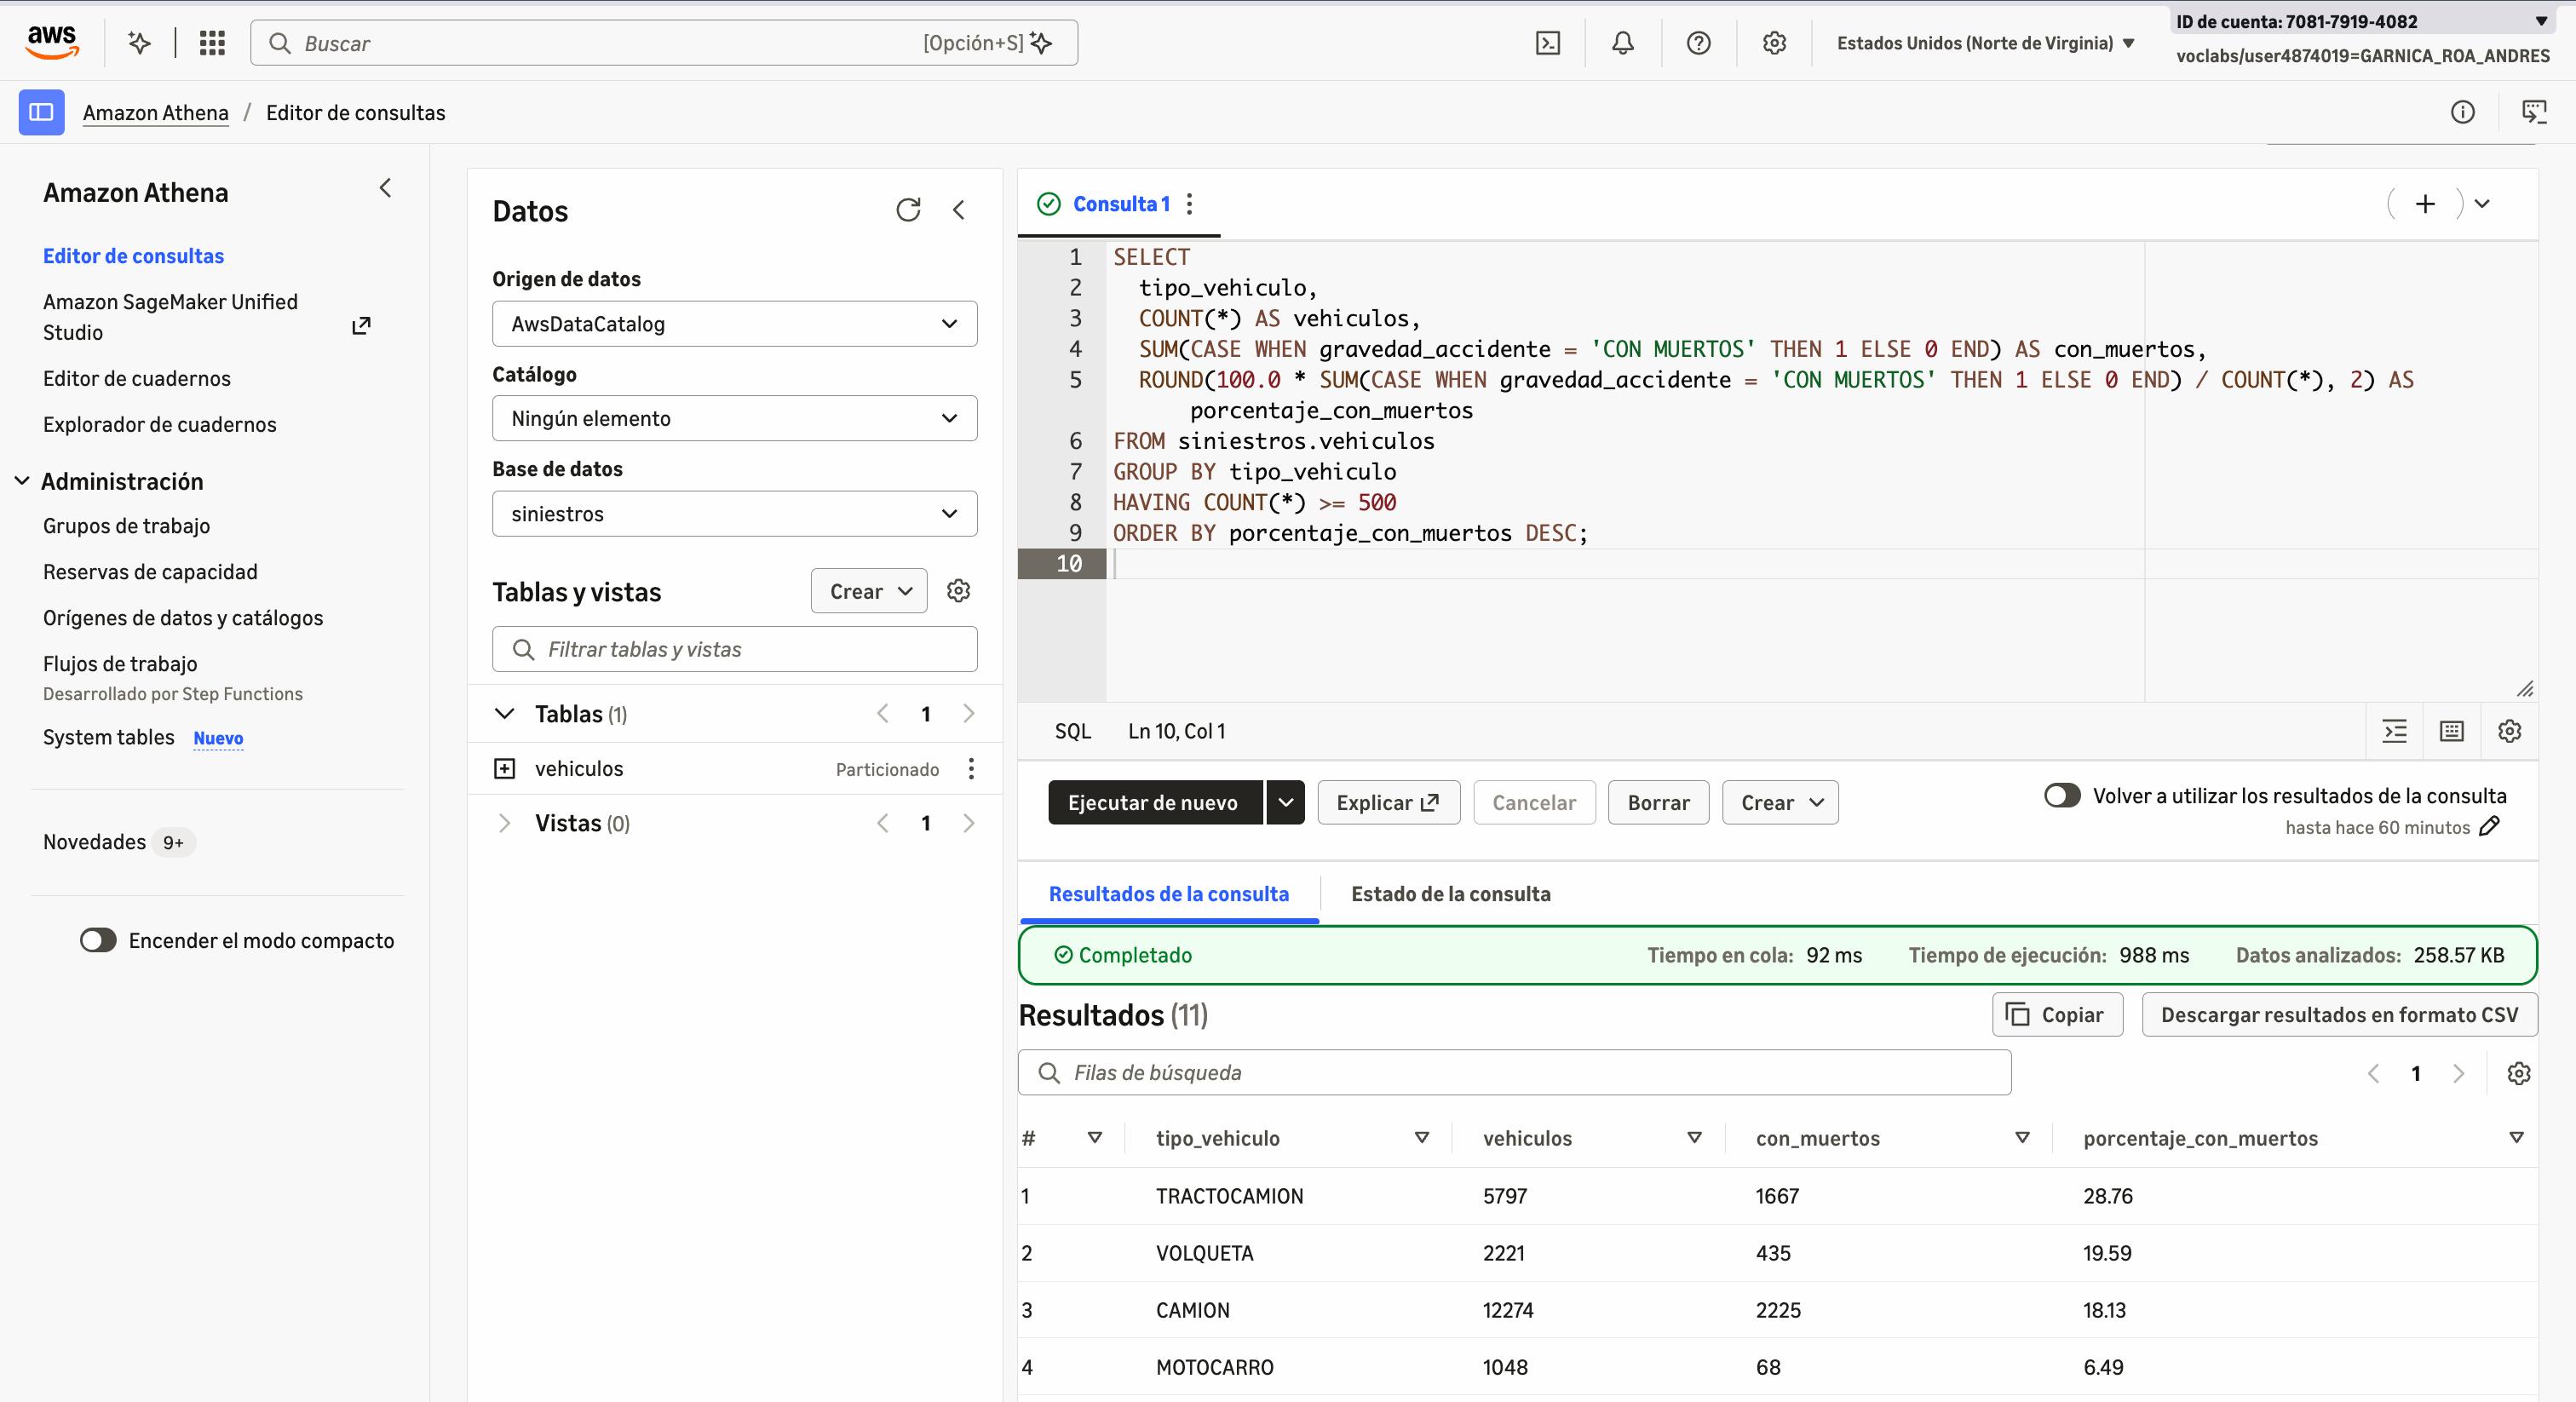 aws
Buscar
[Opción+S]
Estados Unidos (Norte de Virginia)
ID de cuenta: 7081-7919-4082
voclabs/user4874019=GARNICA_ROA_ANDRES
Amazon Athena / Editor de consultas
Amazon Athena
Editor de consultas
Amazon SageMaker Unified
Studio
Editor de cuadernos
Explorador de cuadernos
Administración
Grupos de trabajo
Reservas de capacidad
Orígenes de datos y catálogos
Flujos de trabajo
Desarrollado por Step Functions
System tables Nuevo
Novedades 9+
Encender el modo compacto
Datos
Origen de datos
AwsDataCatalog
Catálogo
Ningún elemento
Base de datos
siniestros
Tablas y vistas
Crear
Filtrar tablas y vistas
Tablas (1) 1
vehiculos Particionado
Vistas (0) 1
Consulta 1
1 SELECT
2 tipo_vehiculo,
3 COUNT(*) AS vehiculos,
4 SUM(CASE WHEN gravedad_accidente = 'CON MUERTOS' THEN 1 ELSE 0 END) AS con_muertos,
5 ROUND(100.0 * SUM(CASE WHEN gravedad_accidente = 'CON MUERTOS' THEN 1 ELSE 0 END) / COUNT(*), 2) AS
porcentaje_con_muertos
6 FROM siniestros.vehiculos
7 GROUP BY tipo_vehiculo
8 HAVING COUNT(*) >= 500
9 ORDER BY porcentaje_con_muertos DESC;
10
SQL Ln 10, Col 1
Ejecutar de nuevo Explicar Cancelar Borrar Crear
Volver a utilizar los resultados de la consulta
hasta hace 60 minutos
Resultados de la consulta Estado de la consulta
Completado Tiempo en cola: 92 ms Tiempo de ejecución: 988 ms Datos analizados: 258.57 KB
Resultados (11) Copiar Descargar resultados en formato CSV
Filas de búsqueda 1
# tipo_vehiculo vehiculos con_muertos porcentaje_con_muertos
1 TRACTOCAMION 5797 1667 28.76
2 VOLQUETA 2221 435 19.59
3 CAMION 12274 2225 18.13
4 MOTOCARRO 1048 68 6.49